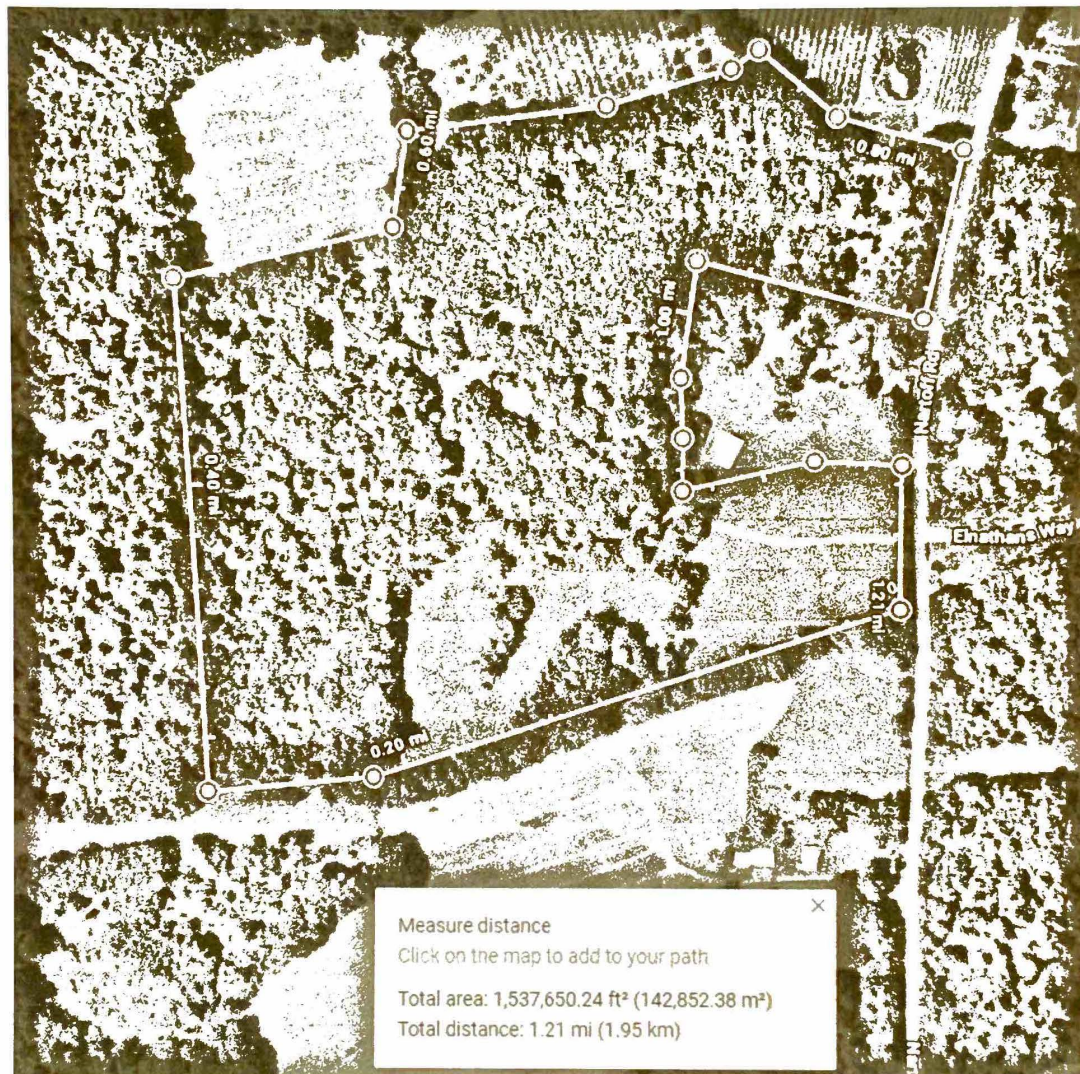 0.60 mi
0.80 mi
1.00 mi
0.40 mi
Elnathans Way
1.21 mi
0.20 mi
Measure distance
Click on the map to add to your path
Total area: 1,537,650.24 ft² (142,852.38 m²)
Total distance: 1.21 mi (1.95 km)